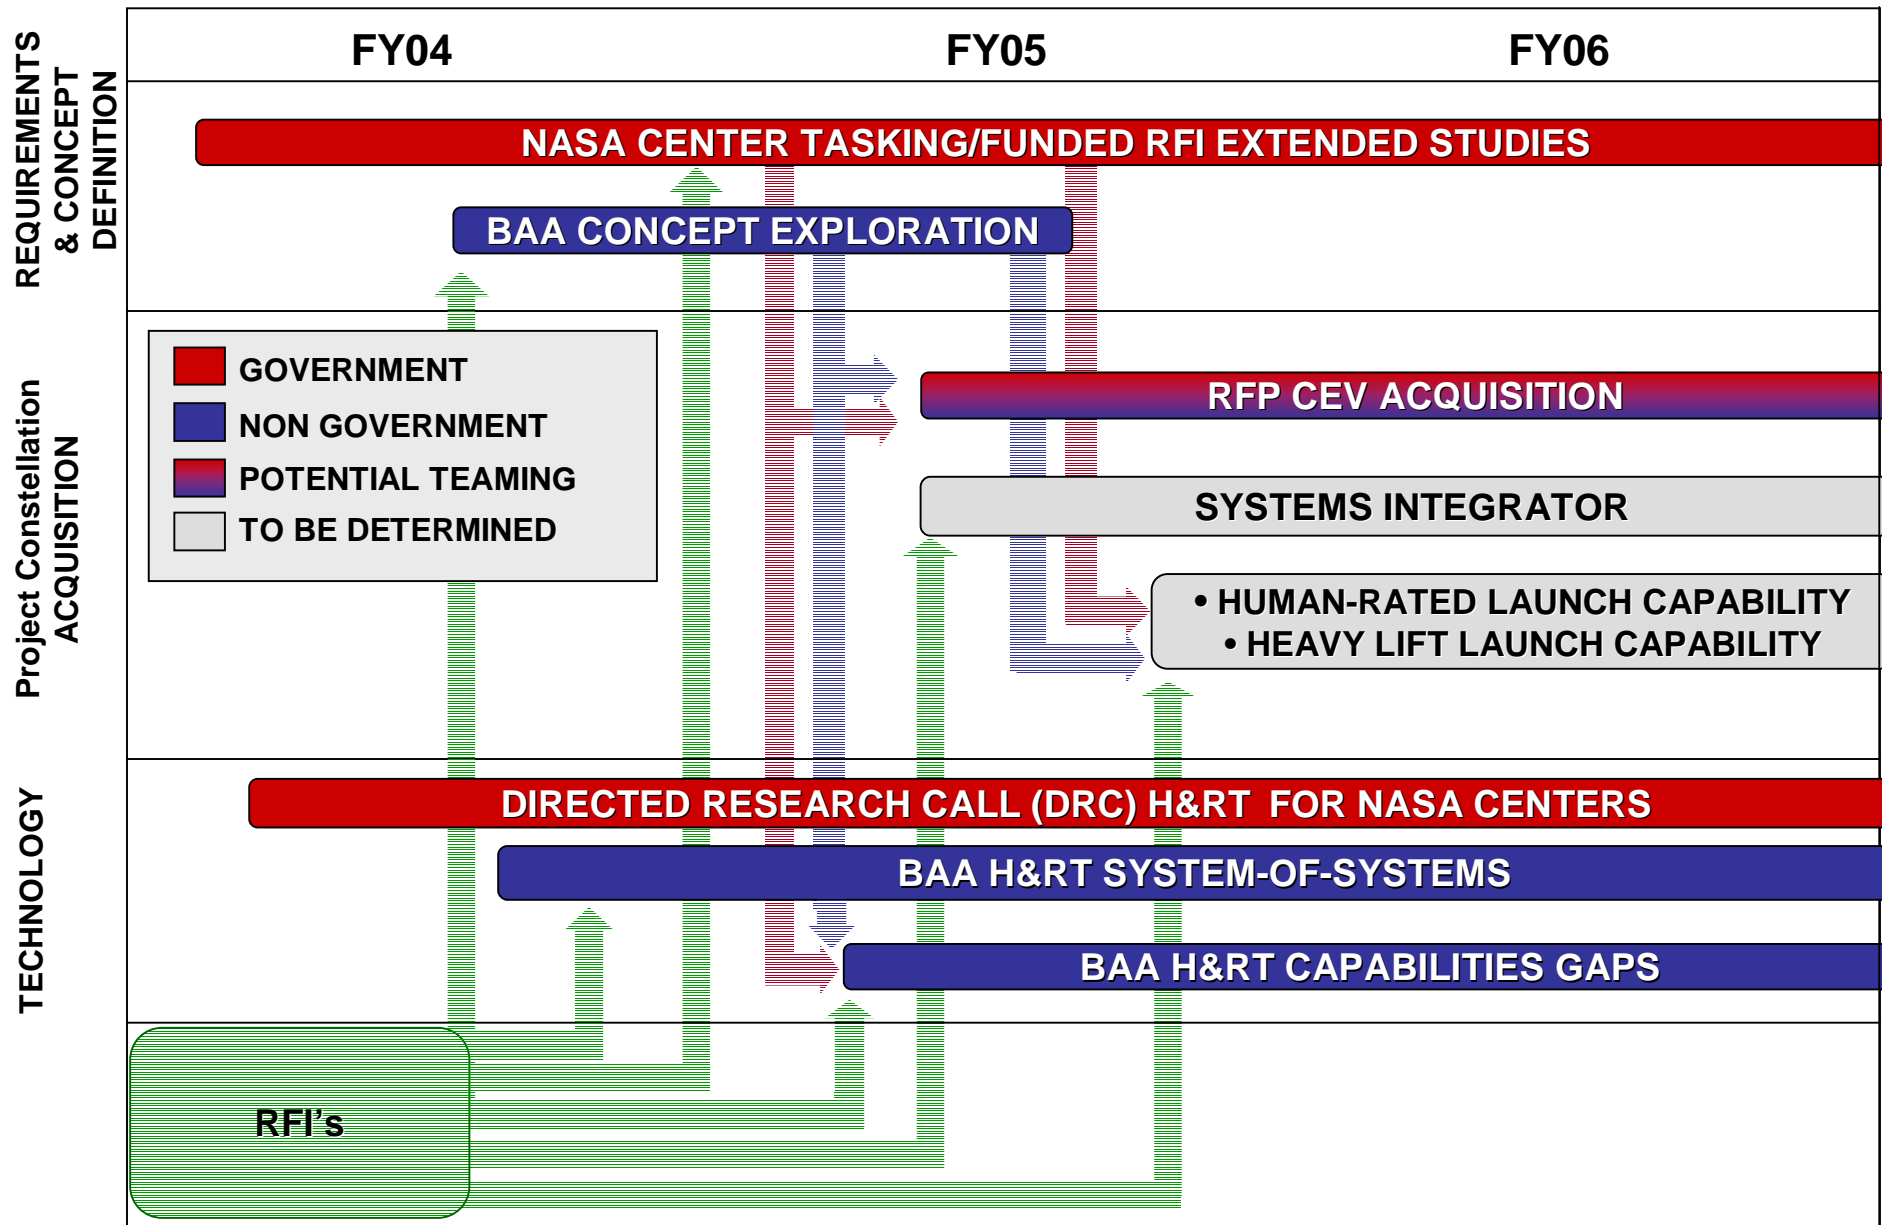 FY04 FY05 FY06
REQUIREMENTS
& CONCEPT
DEFINITION
NASA CENTER TASKING/FUNDED RFI EXTENDED STUDIES
BAA CONCEPT EXPLORATION
Project Constellation
ACQUISITION
GOVERNMENT
NON GOVERNMENT
POTENTIAL TEAMING
TO BE DETERMINED
RFP CEV ACQUISITION
SYSTEMS INTEGRATOR
• HUMAN-RATED LAUNCH CAPABILITY
• HEAVY LIFT LAUNCH CAPABILITY
TECHNOLOGY
DIRECTED RESEARCH CALL (DRC) H&RT FOR NASA CENTERS
BAA H&RT SYSTEM-OF-SYSTEMS
BAA H&RT CAPABILITIES GAPS
RFI's